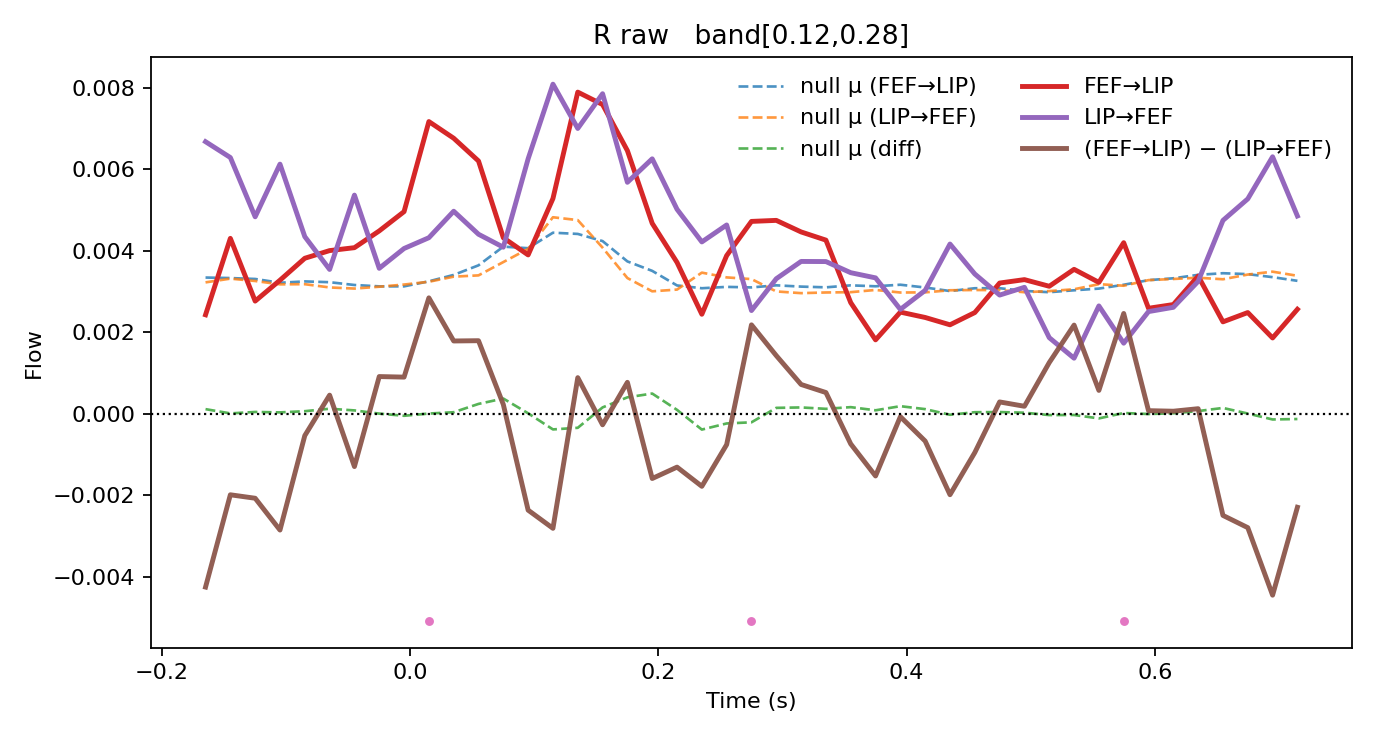 R raw   band[0.12,0.28]
null μ (FEF→LIP)
null μ (LIP→FEF)
null μ (diff)
FEF→LIP
LIP→FEF
(FEF→LIP) − (LIP→FEF)
Flow
0.008
0.006
0.004
0.002
0.000
−0.002
−0.004
−0.2
0.0
0.2
0.4
0.6
Time (s)